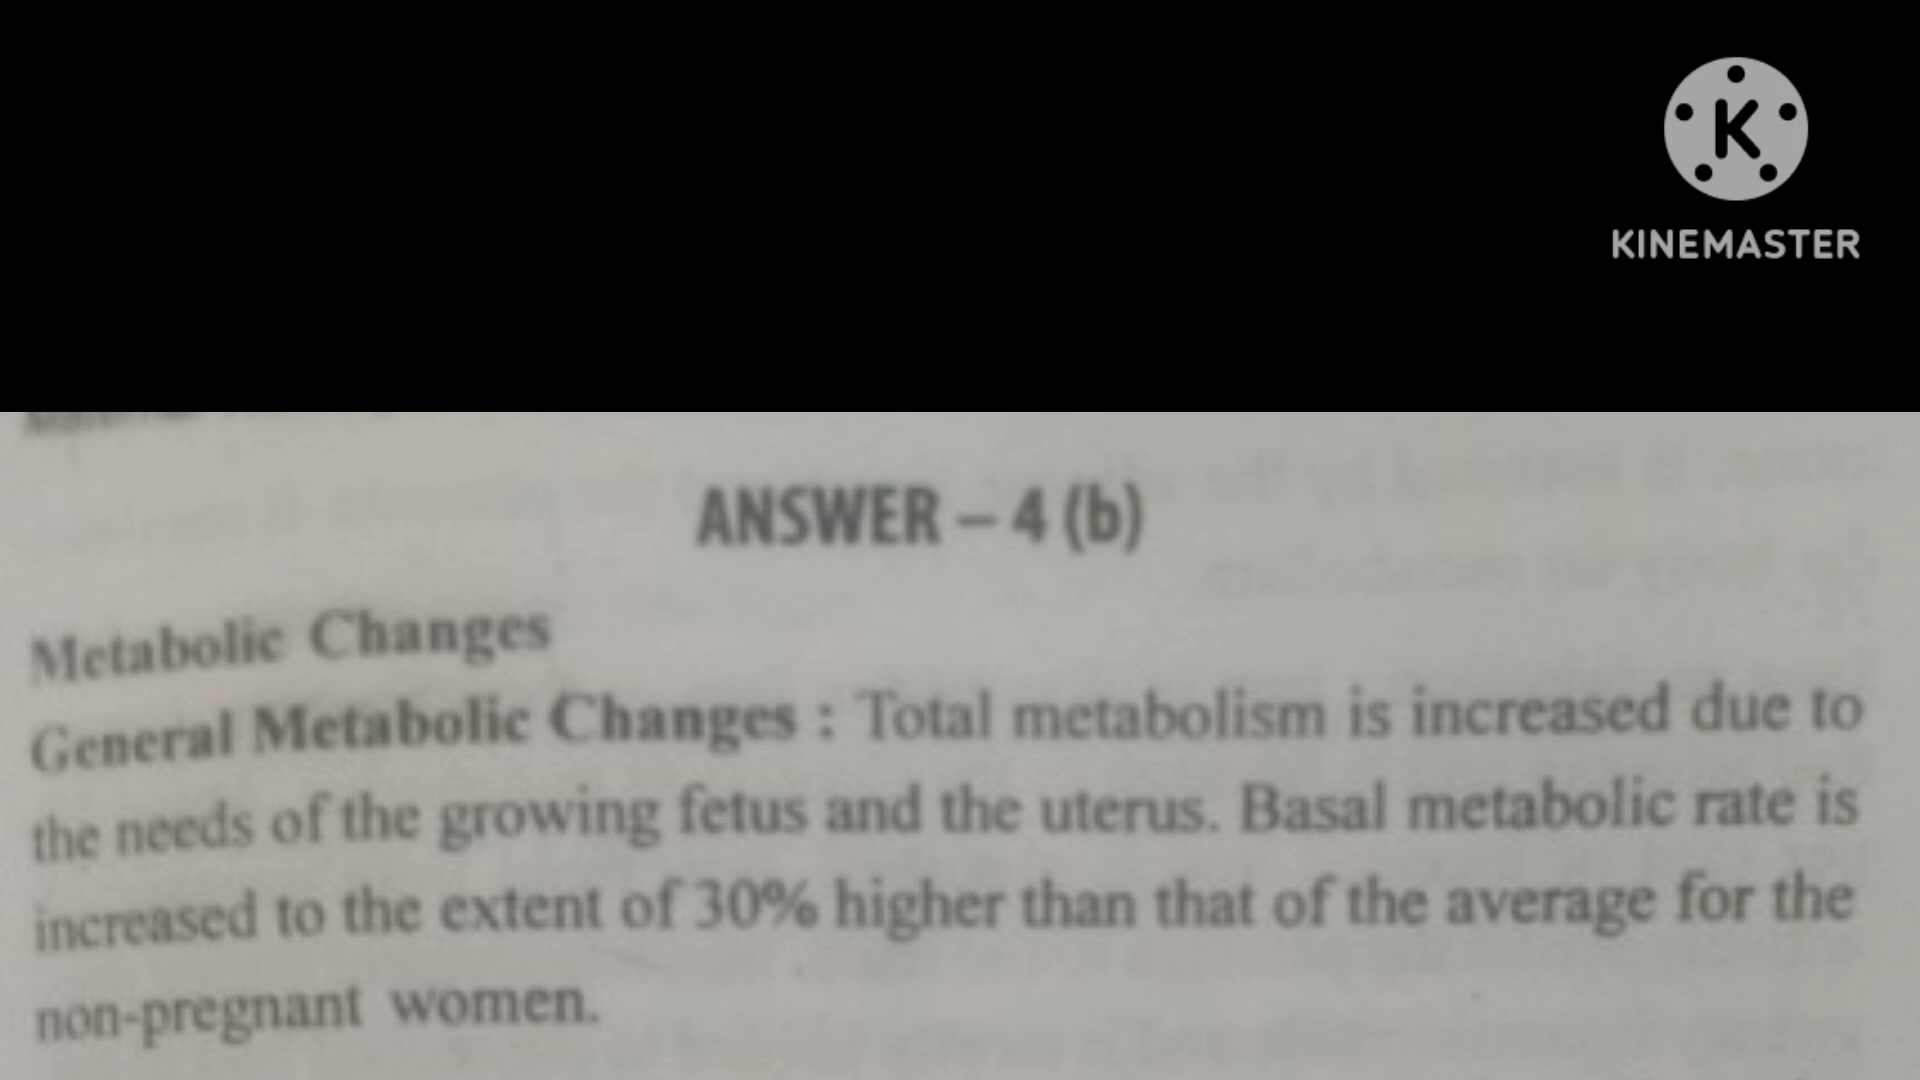 K
KINEMASTER
ANSWER – 4 (b)
Metabolic Changes
General Metabolic Changes : Total metabolism is increased due to
the needs of the growing fetus and the uterus. Basal metabolic rate is
increased to the extent of 30% higher than that of the average for the
non-pregnant women.